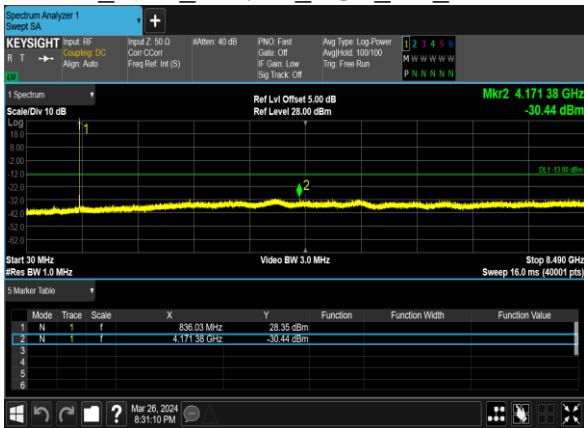 Spectrum Analyzer 1
Swept SA
+
KEYSIGHT
R T
LV
Input: RF
Coupling: DC
Align: Auto
Input Z: 50 Ω
Corr CCorr
Freq Ref: Int (S)
#Atten: 40 dB
PNO: Fast
Gate: Off
IF Gain: Low
Sig Track: Off
Avg Type: Log-Power
Avg|Hold: 100/100
Trig: Free Run
1 2 3 4 5 6
M W W W W W
P N N N N N
1 Spectrum
Scale/Div 10 dB
Ref Lvl Offset 5.00 dB
Ref Level 28.00 dBm
Mkr2 4.171 38 GHz
-30.44 dBm
Log
1
18.0
8.00
-2.00
DL1 -13.00 dBm
-12.0
-22.0
2
-32.0
-42.0
-52.0
-62.0
Start 30 MHz
#Res BW 1.0 MHz
Video BW 3.0 MHz
Stop 8.490 GHz
Sweep 16.0 ms (40001 pts)
5 Marker Table
Mode Trace Scale X Y Function Function Width Function Value
1 N 1 f 836.03 MHz 28.35 dBm
2 N 1 f 4.171 38 GHz -30.44 dBm
3
4
5
6
?
Mar 26, 2024
8:31:10 PM